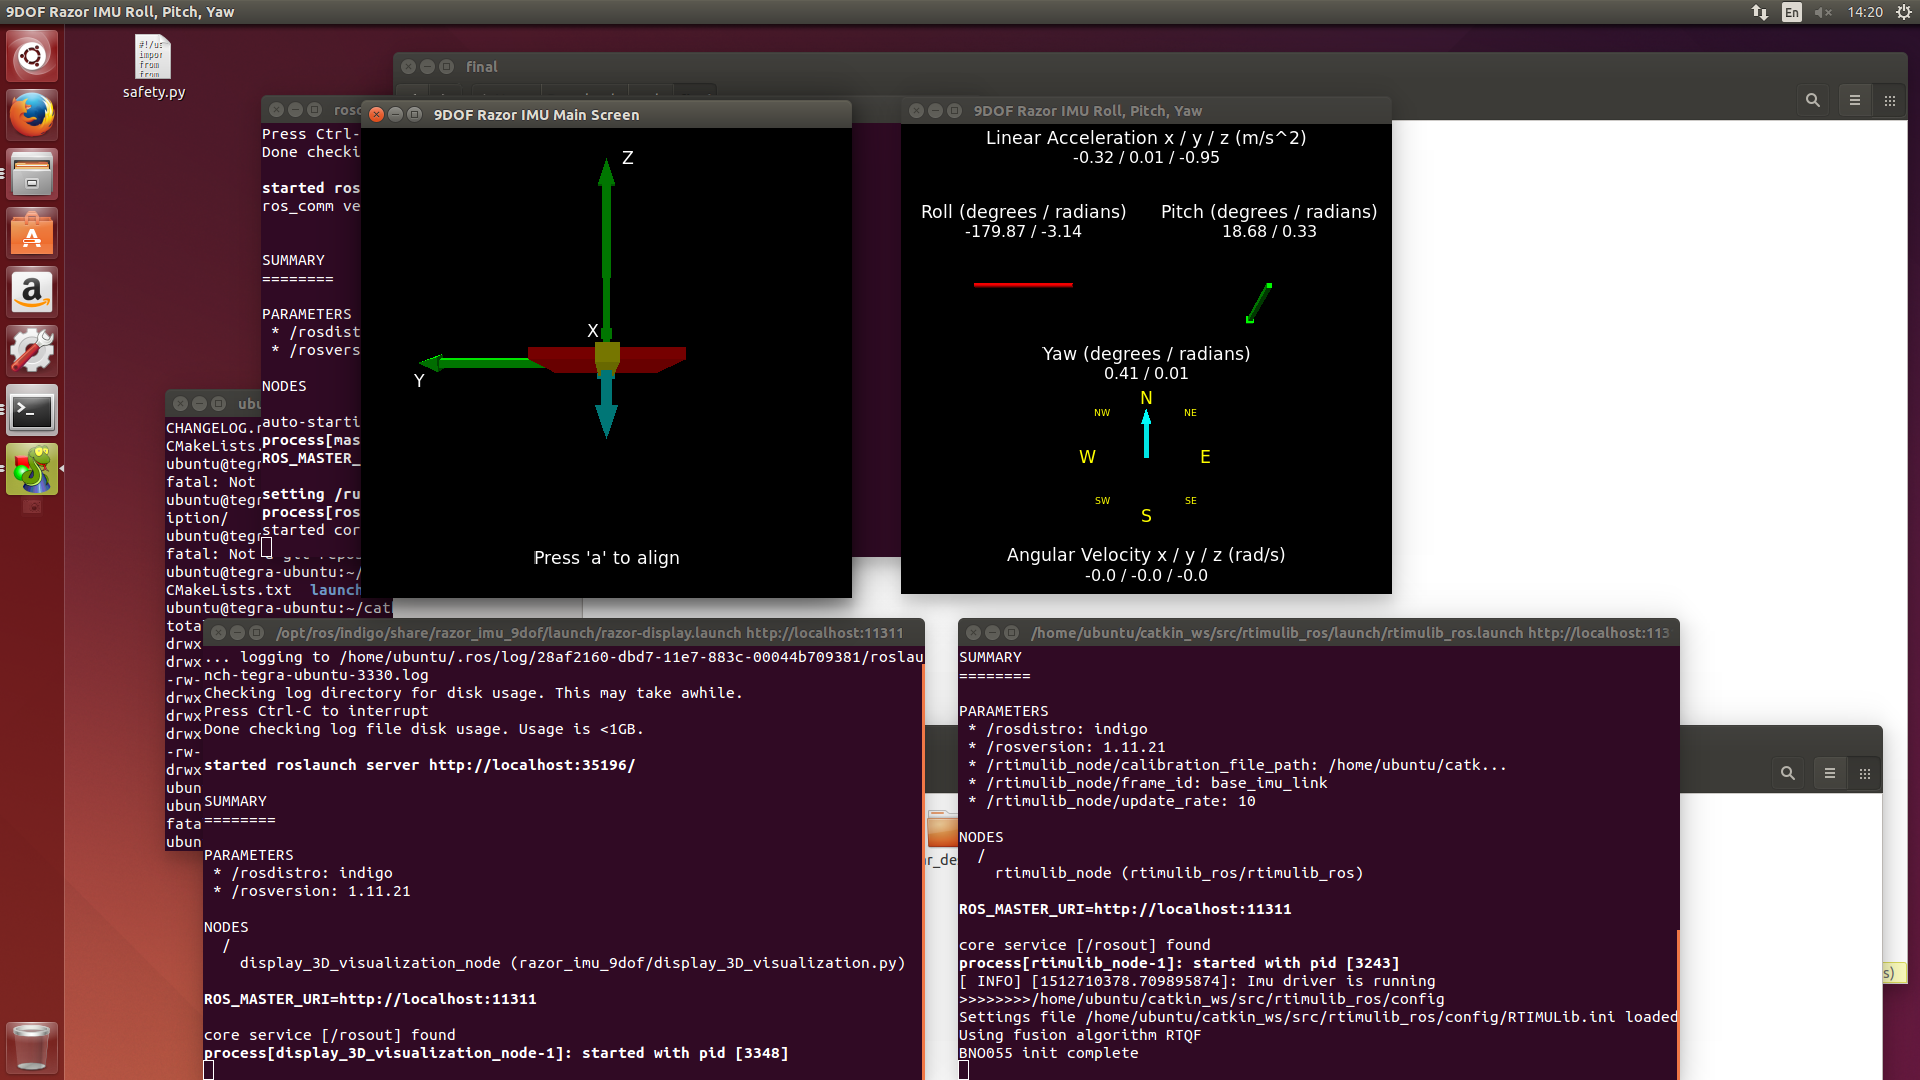 9DOF Razor IMU Roll, Pitch, Yaw
En
14:20
#!/us
impor
from
from
safety.py
final
rosc
Press Ctrl-
Done checki
started ros
ros_comm ve
SUMMARY
========
PARAMETERS
* /rosdist
* /rosvers
NODES
auto-starti
process[mas
ROS_MASTER_
setting /ru
process[ros
started cor
9DOF Razor IMU Main Screen
Z
X
Y
Press 'a' to align
9DOF Razor IMU Roll, Pitch, Yaw
Linear Acceleration x / y / z (m/s^2)
-0.32 / 0.01 / -0.95
Roll (degrees / radians)
-179.87 / -3.14
Pitch (degrees / radians)
18.68 / 0.33
Yaw (degrees / radians)
0.41 / 0.01
N
NW
NE
W
E
SW
SE
S
Angular Velocity x / y / z (rad/s)
-0.0 / -0.0 / -0.0
ubu
CHANGELOG.r
CMakeLists.
ubuntu@tegr
fatal: Not
ubuntu@tegr
iption/
ubuntu@tegr
fatal: Not
ubuntu@tegra-ubuntu:~/
CMakeLists.txt launch
ubuntu@tegra-ubuntu:~/cat
tota
drwx
drwx
-rw-
drwx
drwx
drwx
-rw-
drwx
ubun
ubun
fata
ubun
/opt/ros/indigo/share/razor_imu_9dof/launch/razor-display.launch http://localhost:11311
... logging to /home/ubuntu/.ros/log/28af2160-dbd7-11e7-883c-00044b709381/roslau
nch-tegra-ubuntu-3330.log
Checking log directory for disk usage. This may take awhile.
Press Ctrl-C to interrupt
Done checking log file disk usage. Usage is <1GB.
started roslaunch server http://localhost:35196/
SUMMARY
========
PARAMETERS
* /rosdistro: indigo
* /rosversion: 1.11.21
NODES
/
display_3D_visualization_node (razor_imu_9dof/display_3D_visualization.py)
ROS_MASTER_URI=http://localhost:11311
core service [/rosout] found
process[display_3D_visualization_node-1]: started with pid [3348]
ar_de
/home/ubuntu/catkin_ws/src/rtimulib_ros/launch/rtimulib_ros.launch http://localhost:113
SUMMARY
========
PARAMETERS
* /rosdistro: indigo
* /rosversion: 1.11.21
* /rtimulib_node/calibration_file_path: /home/ubuntu/catk...
* /rtimulib_node/frame_id: base_imu_link
* /rtimulib_node/update_rate: 10
NODES
/
rtimulib_node (rtimulib_ros/rtimulib_ros)
ROS_MASTER_URI=http://localhost:11311
core service [/rosout] found
process[rtimulib_node-1]: started with pid [3243]
[ INFO] [1512710378.709895874]: Imu driver is running
>>>>>>>>/home/ubuntu/catkin_ws/src/rtimulib_ros/config
Settings file /home/ubuntu/catkin_ws/src/rtimulib_ros/config/RTIMULib.ini loaded
Using fusion algorithm RTQF
BNO055 init complete
s)